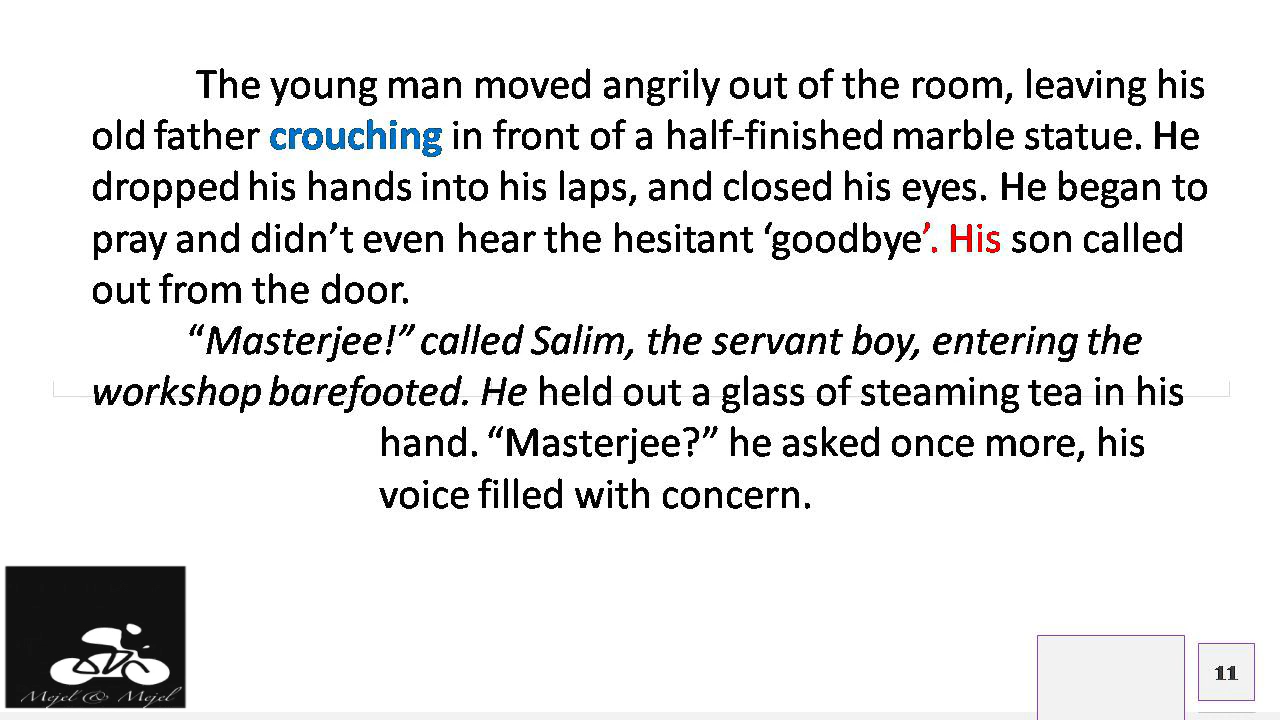 The young man moved angrily out of the room, leaving his
old father crouching in front of a half-finished marble statue. He
dropped his hands into his laps, and closed his eyes. He began to
pray and didn’t even hear the hesitant ‘goodbye’. His son called
out from the door.
“Masterjee!” called Salim, the servant boy, entering the
workshop barefooted. He held out a glass of steaming tea in his
hand. “Masterjee?” he asked once more, his
voice filled with concern.
Mejel & Mejel
11